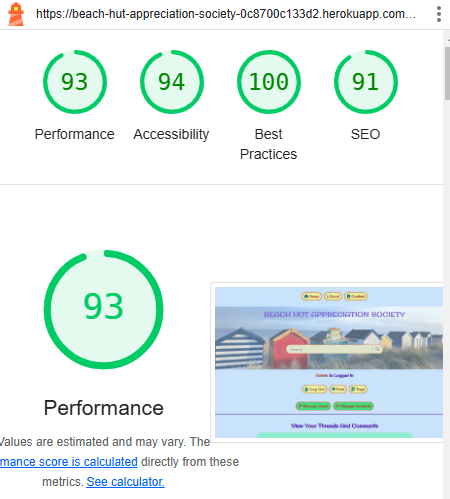 https://beach-hut-appreciation-society-0c8700c133d2.herokuapp.com…
93
94
100
91
Performance
Accessibility
Best
Practices
SEO
93
Home
Contact
BEACH HUT APPRECIATION SOCIETY
Search
Is Logged In
Log Out
Post
Manage Users
Manage Contacts
View Your Threads And Comments
Performance
Values are estimated and may vary. The
mance score is calculated directly from these
metrics. See calculator.